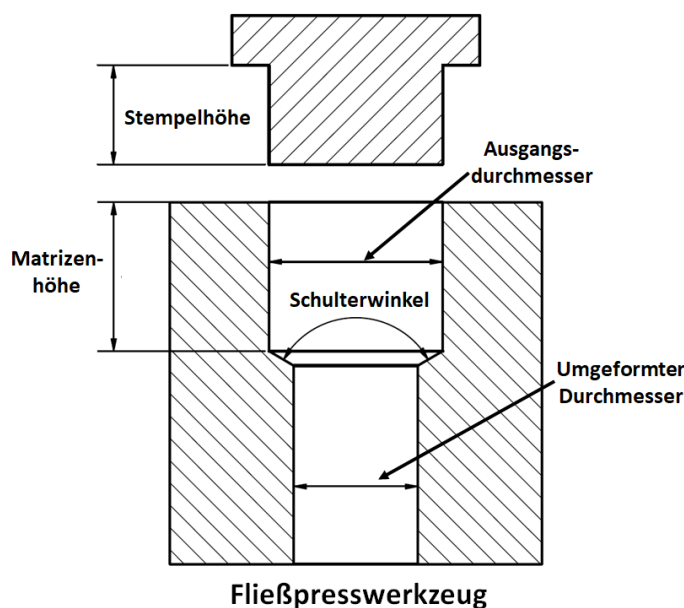 Stempelhöhe
Ausgangs-
durchmesser
Matrizen-
höhe
Schulterwinkel
Umgeformter
Durchmesser
Fließpresswerkzeug